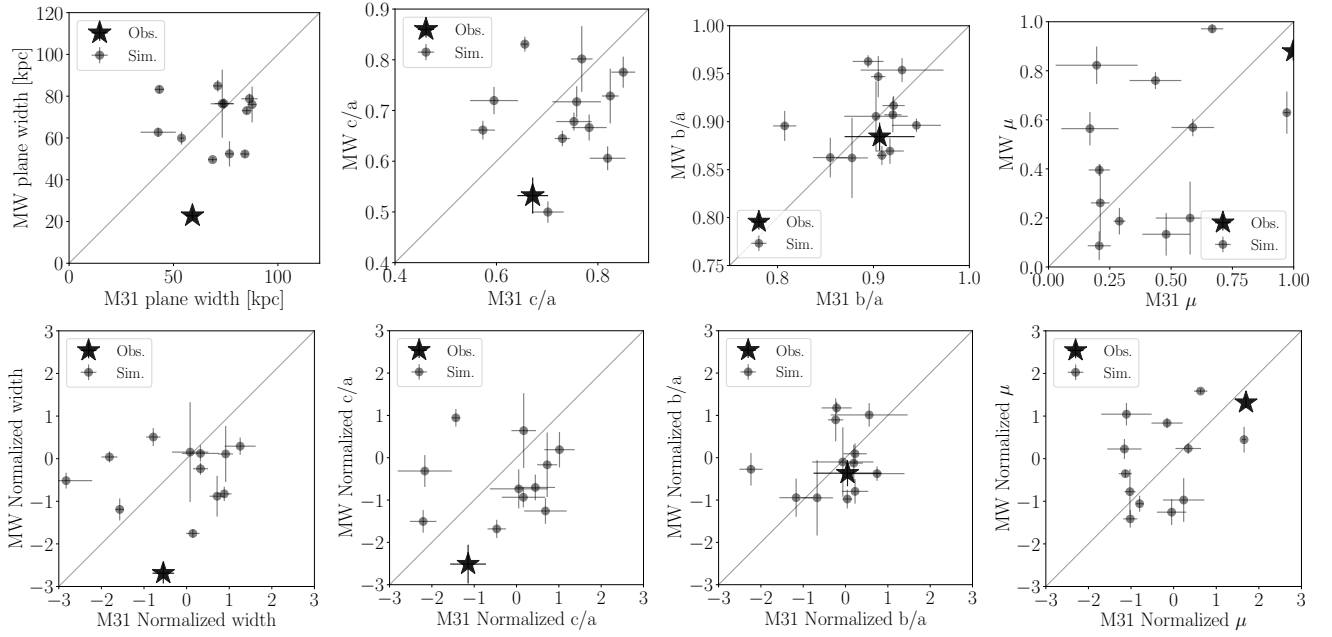 120
100
80
60
40
20
0
0
50
100
MW plane width [kpc]
M31 plane width [kpc]
Obs.
Sim.
0.9
0.8
0.7
0.6
0.5
0.4
0.4
0.6
0.8
MW c/a
M31 c/a
Obs.
Sim.
1.00
0.95
0.90
0.85
0.80
0.75
0.8
0.9
1.0
MW b/a
M31 b/a
Obs.
Sim.
1.0
0.8
0.6
0.4
0.2
0.0
0.00
0.25
0.50
0.75
1.00
MW μ
M31 μ
Obs.
Sim.
3
2
1
0
−1
−2
−3
−3 −2 −1 0 1 2 3
MW Normalized width
M31 Normalized width
Obs.
Sim.
3
2
1
0
−1
−2
−3
−3 −2 −1 0 1 2 3
MW Normalized c/a
M31 Normalized c/a
Obs.
Sim.
3
2
1
0
−1
−2
−3
−3 −2 −1 0 1 2 3
MW Normalized b/a
M31 Normalized b/a
Obs.
Sim.
3
2
1
0
−1
−2
−3
−3 −2 −1 0 1 2 3
MW Normalized μ
M31 Normalized μ
Obs.
Sim.